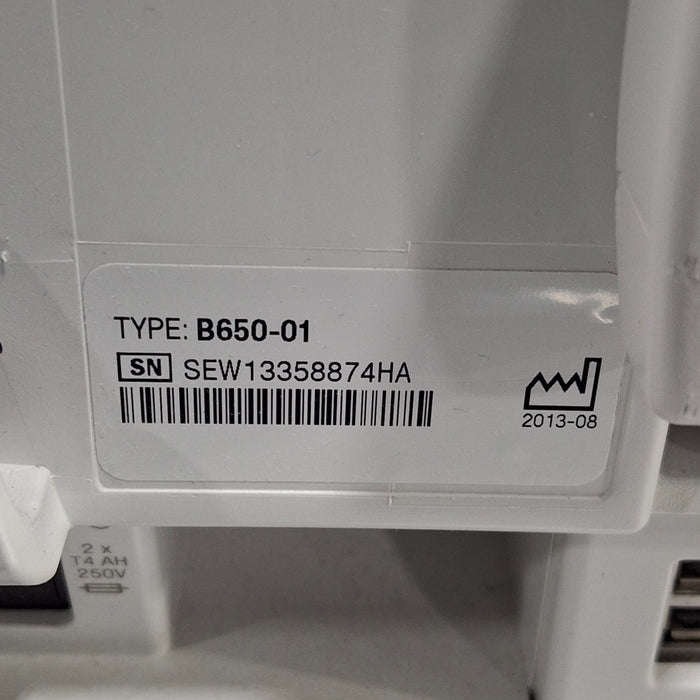 TYPE: B650-01
SN SEW13358874HA
2013-08
2 x
T4 AH
250V